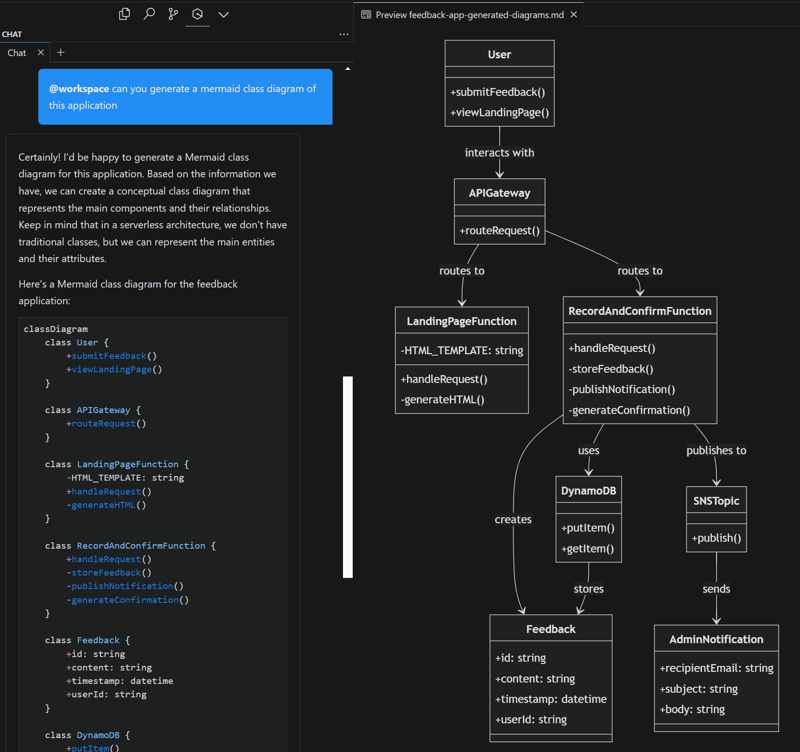 CHAT
Chat
@workspace can you generate a mermaid class diagram of
this application
Certainly! I'd be happy to generate a Mermaid class
diagram for this application. Based on the information we
have, we can create a conceptual class diagram that
represents the main components and their relationships.
Keep in mind that in a serverless architecture, we don't have
traditional classes, but we can represent the main entities
and their attributes.
Here's a Mermaid class diagram for the feedback
application:
classDiagram
class User {
+submitFeedback()
+viewLandingPage()
}
class APIGateway {
+routeRequest()
}
class LandingPageFunction {
-HTML_TEMPLATE: string
+handleRequest()
-generateHTML()
}
class RecordAndConfirmFunction {
+handleRequest()
-storeFeedback()
-publishNotification()
-generateConfirmation()
}
class Feedback {
+id: string
+content: string
+timestamp: datetime
+userId: string
}
class DynamoDB {
+putItem()
Preview feedback-app-generated-diagrams.md
User
+submitFeedback()
+viewLandingPage()
interacts with
APIGateway
+routeRequest()
routes to
routes to
LandingPageFunction
-HTML_TEMPLATE: string
+handleRequest()
-generateHTML()
RecordAndConfirmFunction
+handleRequest()
-storeFeedback()
-publishNotification()
-generateConfirmation()
creates
uses
publishes to
DynamoDB
+putItem()
+getItem()
SNSTopic
+publish()
stores
sends
Feedback
+id: string
+content: string
+timestamp: datetime
+userId: string
AdminNotification
+recipientEmail: string
+subject: string
+body: string